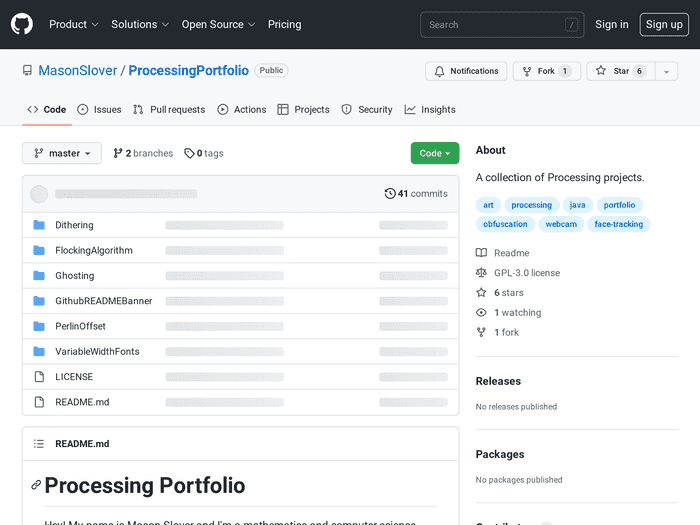 Product Solutions Open Source Pricing Search / Sign in Sign up
MasonSlover / ProcessingPortfolio Public Notifications Fork 1 Star 6
Code Issues Pull requests Actions Projects Security Insights
master 2 branches 0 tags Code
41 commits
Dithering
FlockingAlgorithm
Ghosting
GithubREADMEBanner
PerlinOffset
VariableWidthFonts
LICENSE
README.md
README.md
Processing Portfolio
Hey! My name is Mason Slover and I'm a mathematics and computer science
About
A collection of Processing projects.
art processing java portfolio
obfuscation webcam face-tracking
Readme
GPL-3.0 license
6 stars
1 watching
1 fork
Releases
No releases published
Packages
No packages published